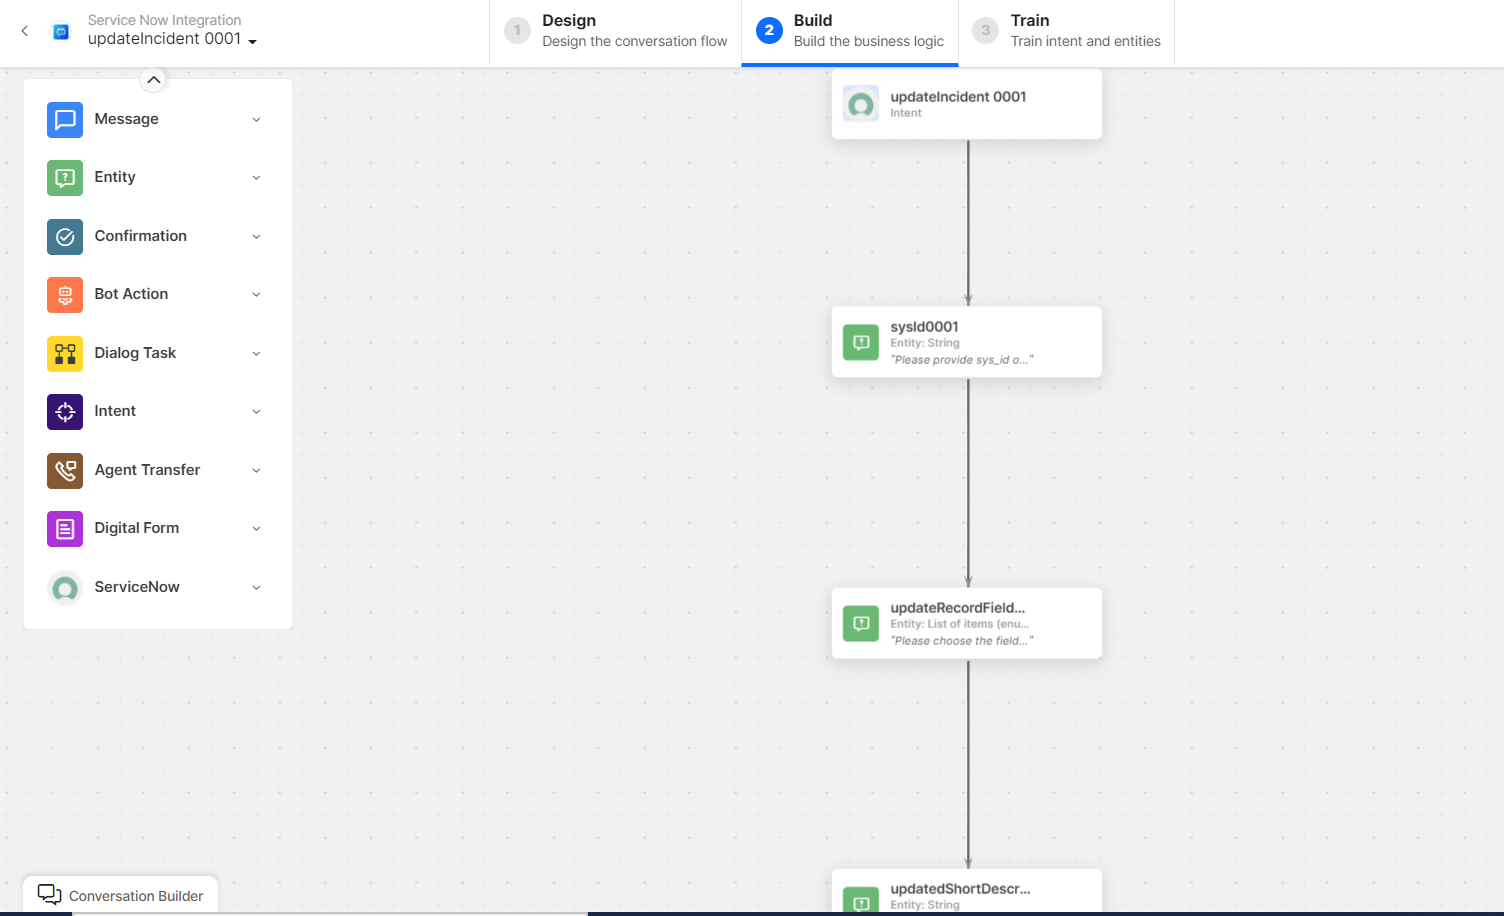 Service Now Integration
updateIncident 0001
1
Design
Design the conversation flow
2
Build
Build the business logic
3
Train
Train intent and entities
Message
Entity
Confirmation
Bot Action
Dialog Task
Intent
Agent Transfer
Digital Form
ServiceNow
updateIncident 0001
Intent
sysId0001
Entity: String
"Please provide sys_id o..."
updateRecordField...
Entity: List of items (enu...
"Please choose the field..."
updatedShortDescr...
Entity: String
Conversation Builder